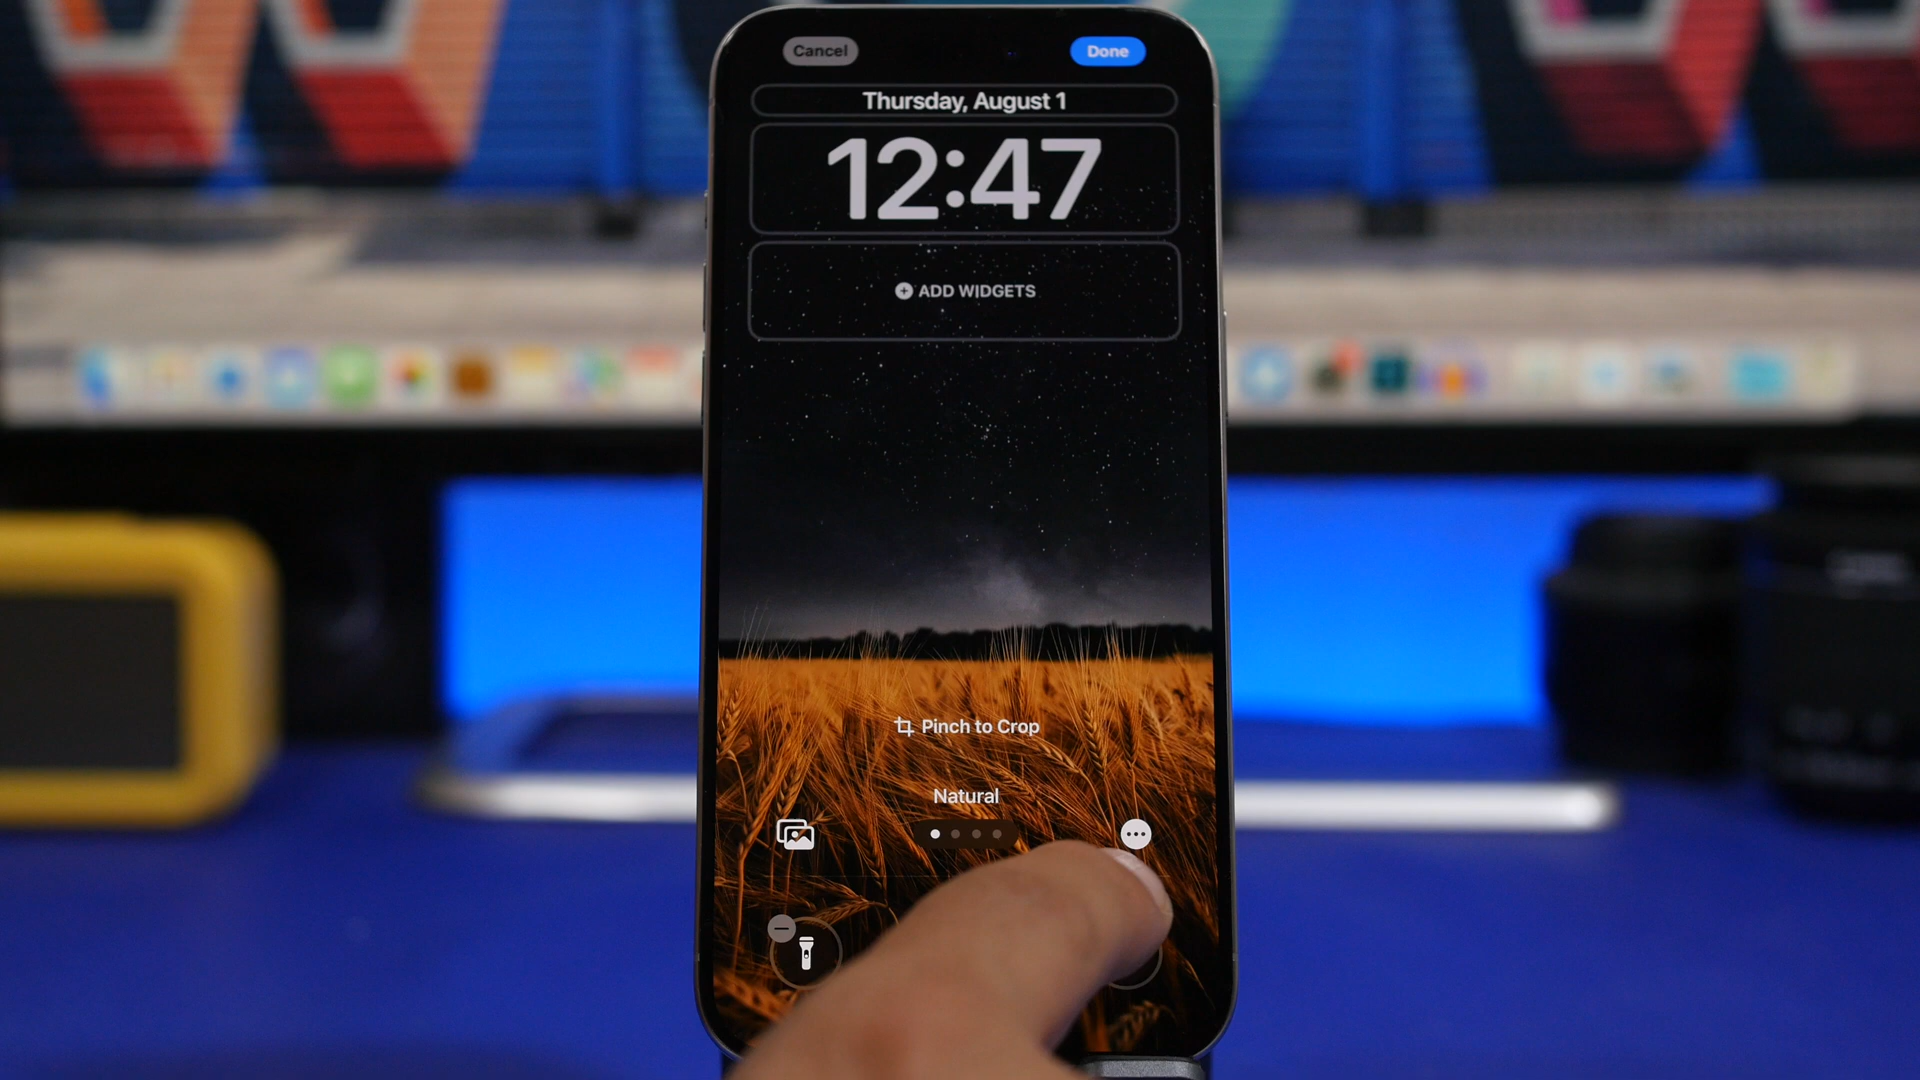 Cancel
Done
Thursday, August 1
12:47
ADD WIDGETS
Pinch to Crop
Natural